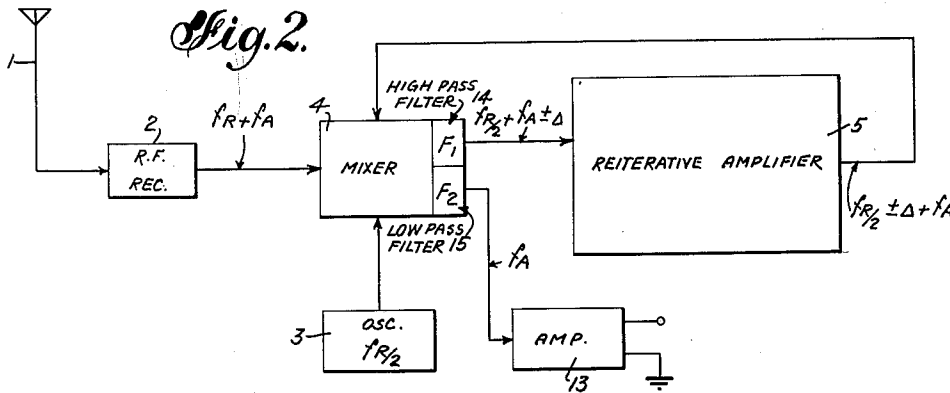 Fig. 2.
1
2
R.F.
REC.
fR+fA
4
MIXER
HIGH PASS
FILTER 14
F1
F2
LOW PASS
FILTER 15
fR/2 + fA ± Δ
REITERATIVE AMPLIFIER
5
fR/2 ± Δ + fA
fA
3
OSC.
fR/2
AMP.
13